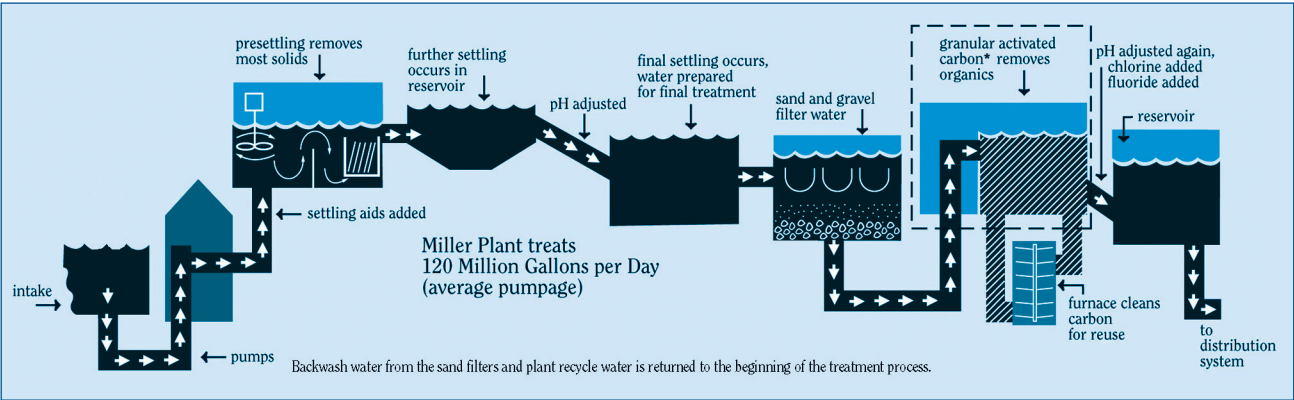 presettling removes
most solids
further settling
occurs in
reservoir
pH adjusted
final settling occurs,
water prepared
for final treatment
sand and gravel
filter water
granular activated
carbon* removes
organics
pH adjusted again,
chlorine added
fluoride added
reservoir
settling aids added
Miller Plant treats
120 Million Gallons per Day
(average pumpage)
intake
pumps
furnace cleans
carbon
for reuse
to
distribution
system
Backwash water from the sand filters and plant recycle water is returned to the beginning of the treatment process.